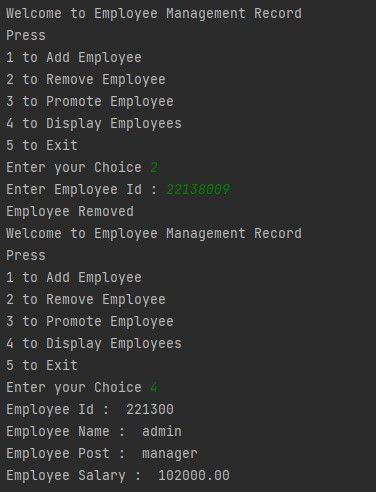 Welcome to Employee Management Record
Press
1 to Add Employee
2 to Remove Employee
3 to Promote Employee
4 to Display Employees
5 to Exit
Enter your Choice 2
Enter Employee Id : 22138009
Employee Removed
Welcome to Employee Management Record
Press
1 to Add Employee
2 to Remove Employee
3 to Promote Employee
4 to Display Employees
5 to Exit
Enter your Choice 4
Employee Id :  221300
Employee Name :  admin
Employee Post :  manager
Employee Salary :  102000.00